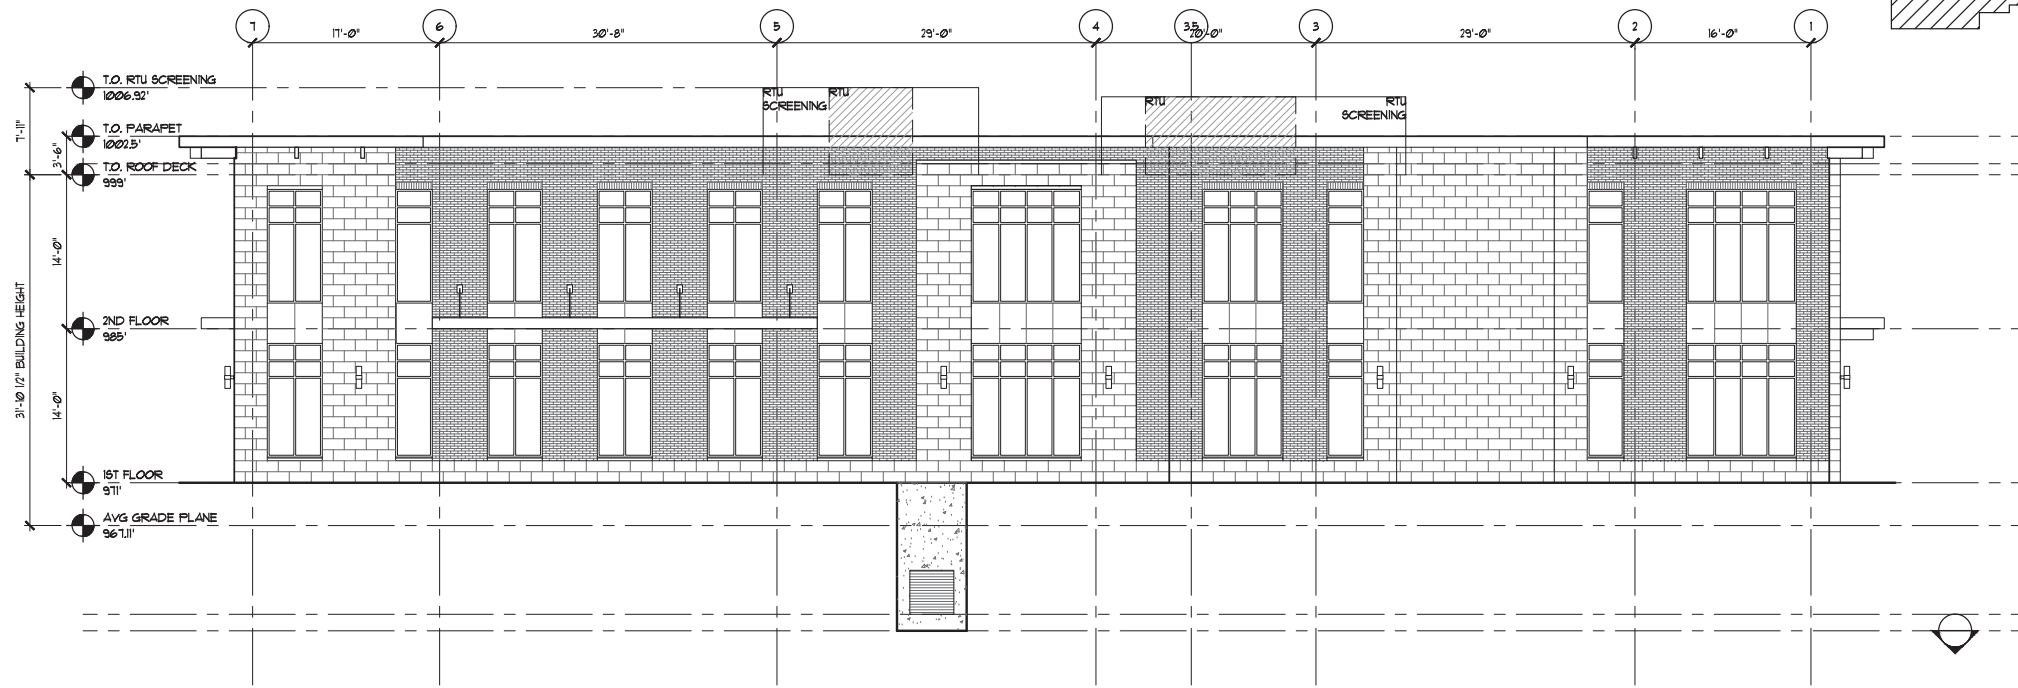 7 6 5 4 3.5 3 2 1
17'-0" 30'-8" 29'-0" 20'-0" 29'-0" 16'-0"
T.O. RTU SCREENING
1006.92'
RTU
SCREENING
RTU
RTU
RTU
SCREENING
7'-11"
T.O. PARAPET
1002.5'
3'-6"
T.O. ROOF DECK
999'
14'-0"
31'-10 1/2" BUILDING HEIGHT
2ND FLOOR
985'
14'-0"
1ST FLOOR
971'
AVG GRADE PLANE
967.11'